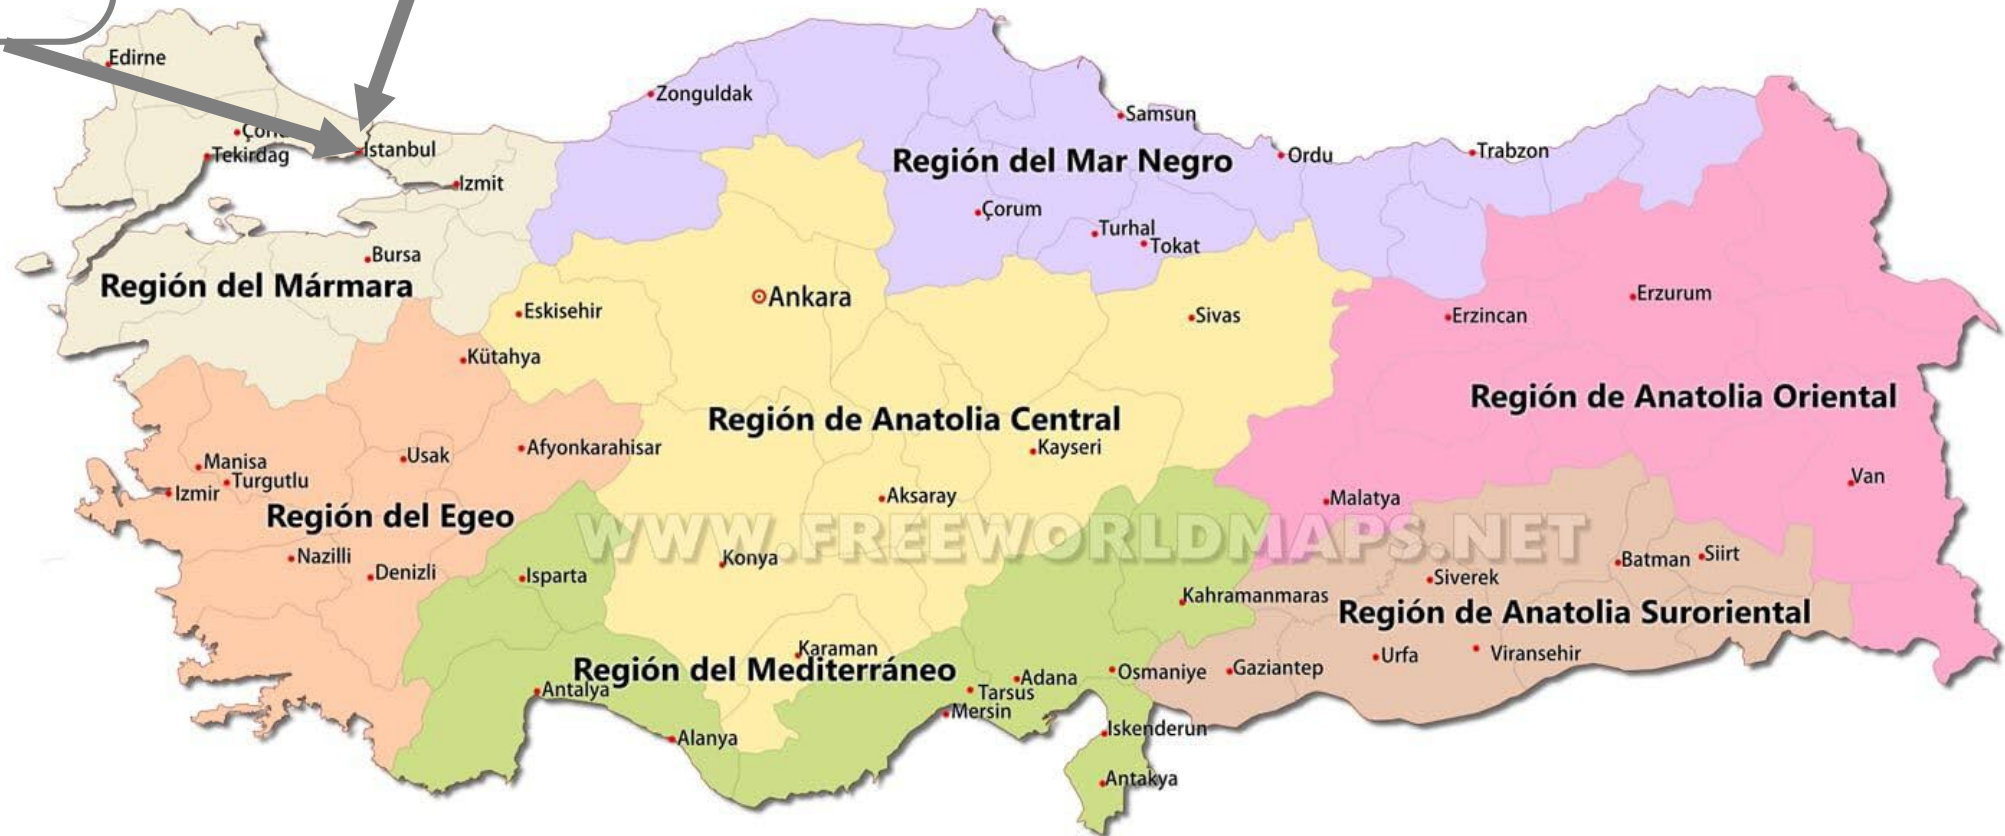 Edirne
Zonguldak
Samsun
Istanbul
Tekirdag
Trabzon
Ordu
Región del Mar Negro
Izmit
Çorum
Turhal
Tokat
Bursa
Región del Mármara
Ankara
Erzurum
Eskisehir
Sivas
Erzincan
Kütahya
Región de Anatolia Oriental
Región de Anatolia Central
Afyonkarahisar
Kayseri
Usak
Manisa
Turgutlu
Izmir
Van
Aksaray
Malatya
Región del Egeo
WWW.FREEWORLDMAPS.NET
Nazilli
Denizli
Isparta
Konya
Batman
Siirt
Siverek
Kahramanmaras
Región de Anatolia Suroriental
Karaman
Región del Mediterráneo
Urfa
Viransehir
Gaziantep
Osmaniye
Adana
Antalya
Tarsus
Mersin
Alanya
Iskenderun
Antakya